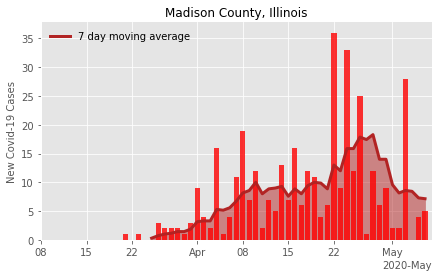 Madison County, Illinois
7 day moving average
New Covid-19 Cases
35
30
25
20
15
10
5
0
08 15 22 Apr 08 15 22 May
2020-May